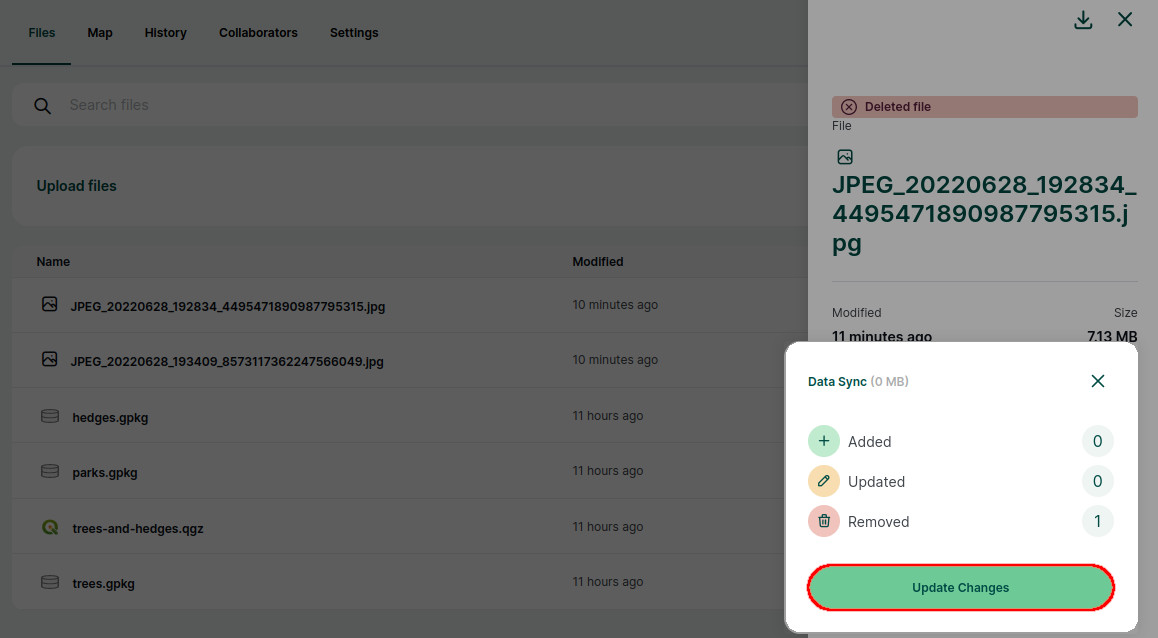 Files Map History Collaborators Settings
Search files
Upload files
Name Modified
JPEG_20220628_192834_4495471890987795315.jpg 10 minutes ago
JPEG_20220628_193409_8573117362247566049.jpg 10 minutes ago
hedges.gpkg 11 hours ago
parks.gpkg 11 hours ago
trees-and-hedges.qgz 11 hours ago
trees.gpkg 11 hours ago
Deleted file
File
JPEG_20220628_192834_
4495471890987795315.j
pg
Modified Size
11 minutes ago 7.13 MB
Data Sync (0 MB)
Added 0
Updated 0
Removed 1
Update Changes